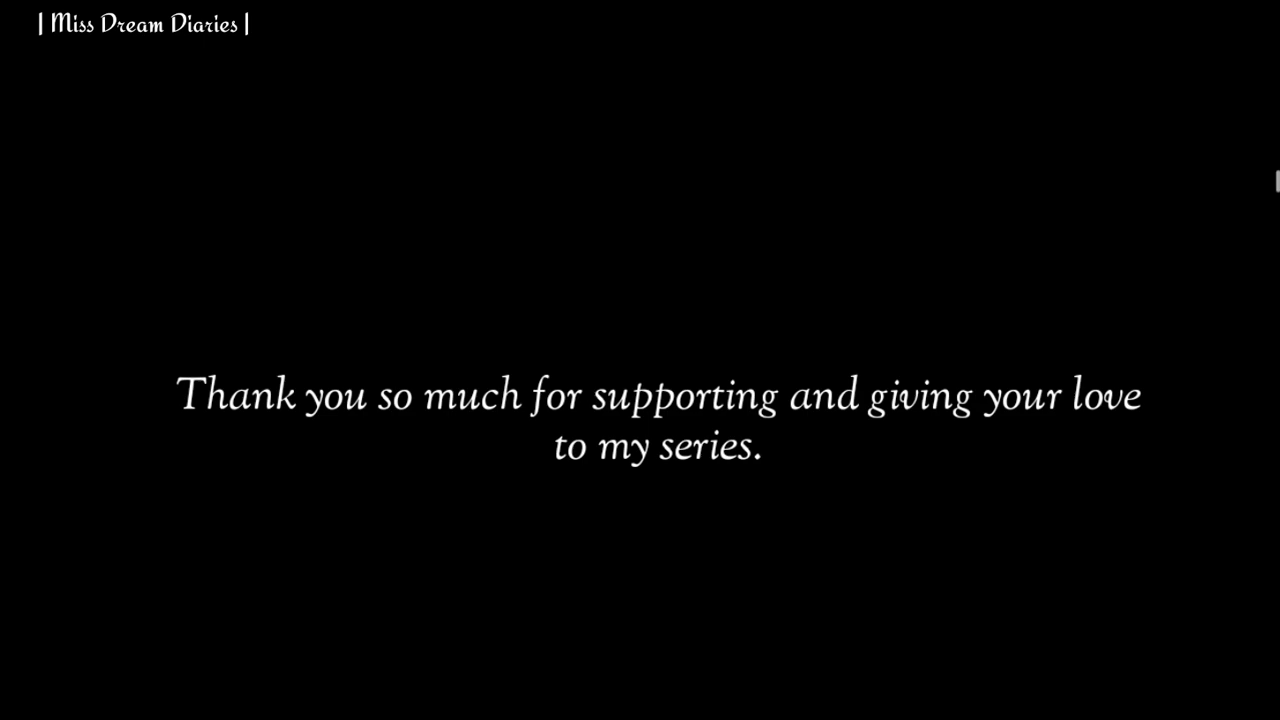 | Miss Dream Diaries |
Thank you so much for supporting and giving your love
to my series.